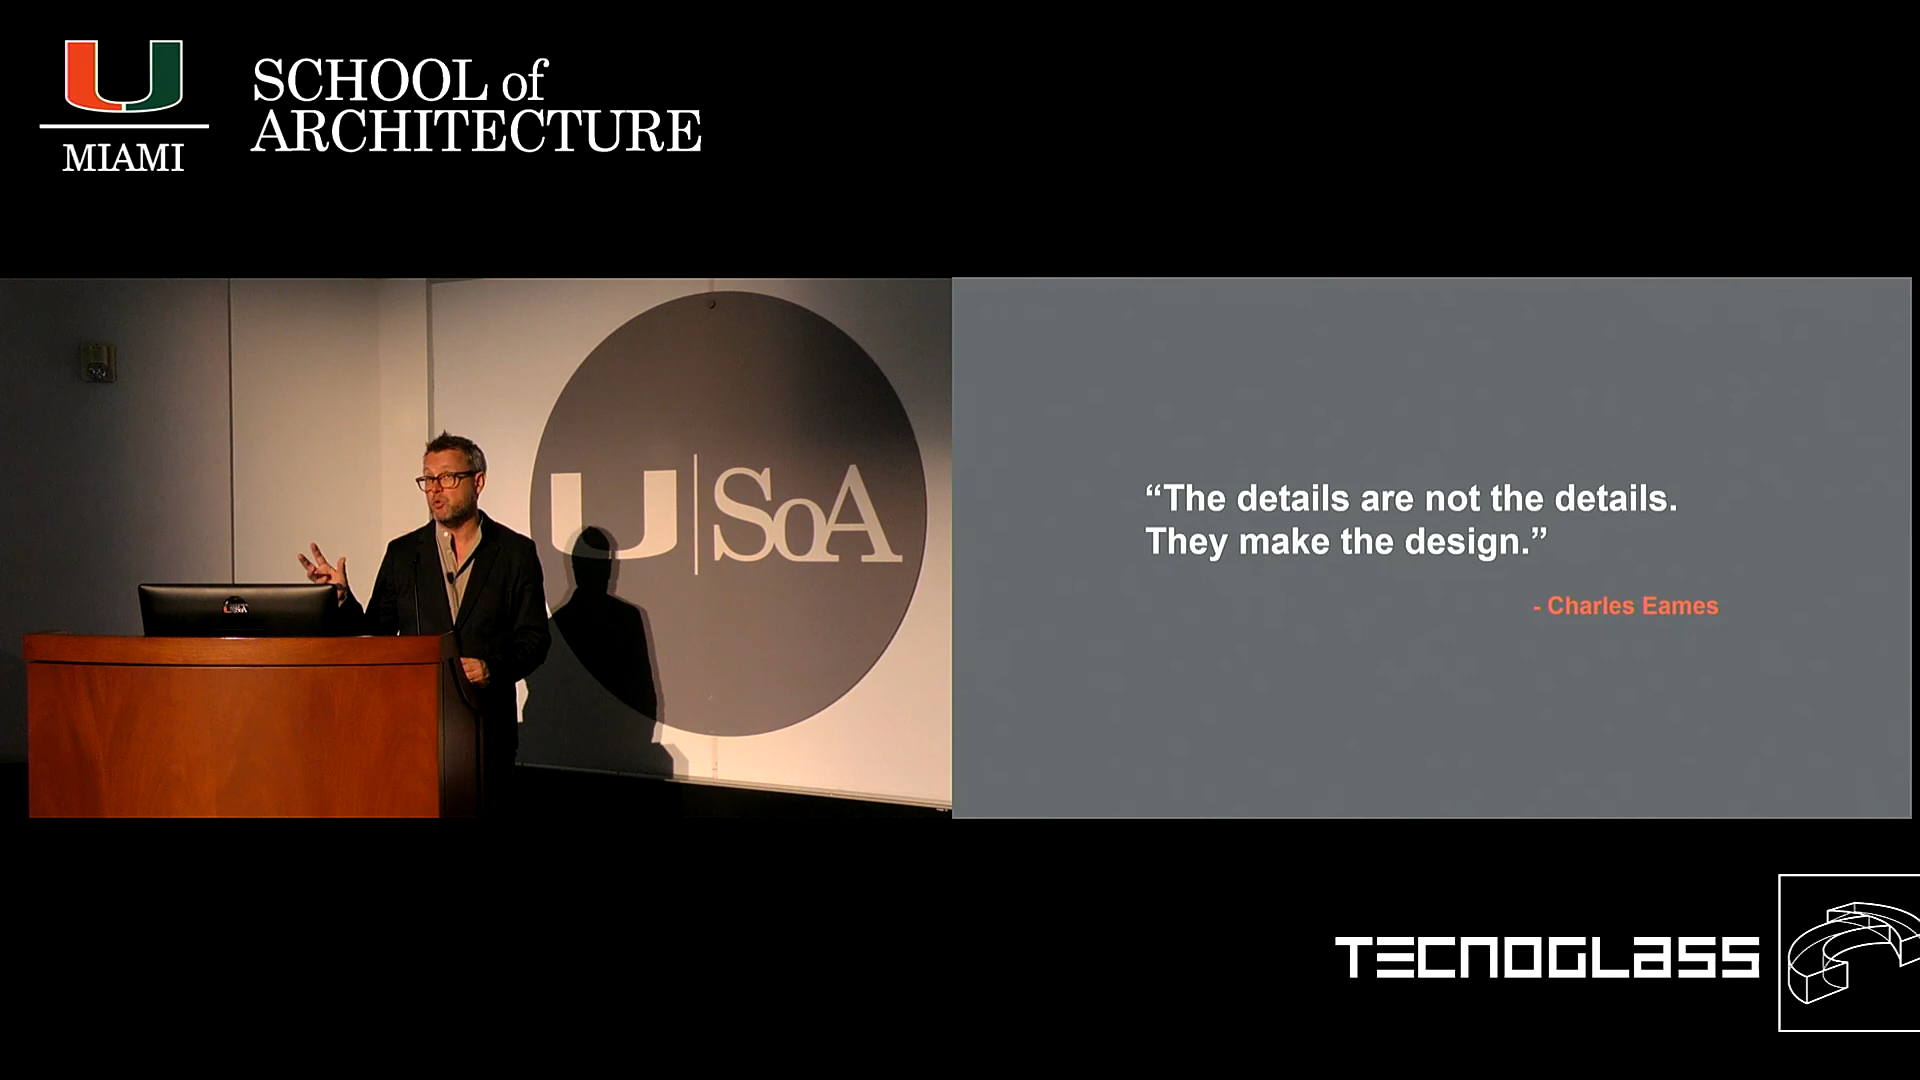 SCHOOL of
ARCHITECTURE
MIAMI
U SoA
“The details are not the details.
They make the design.”
- Charles Eames
TECNOGLASS